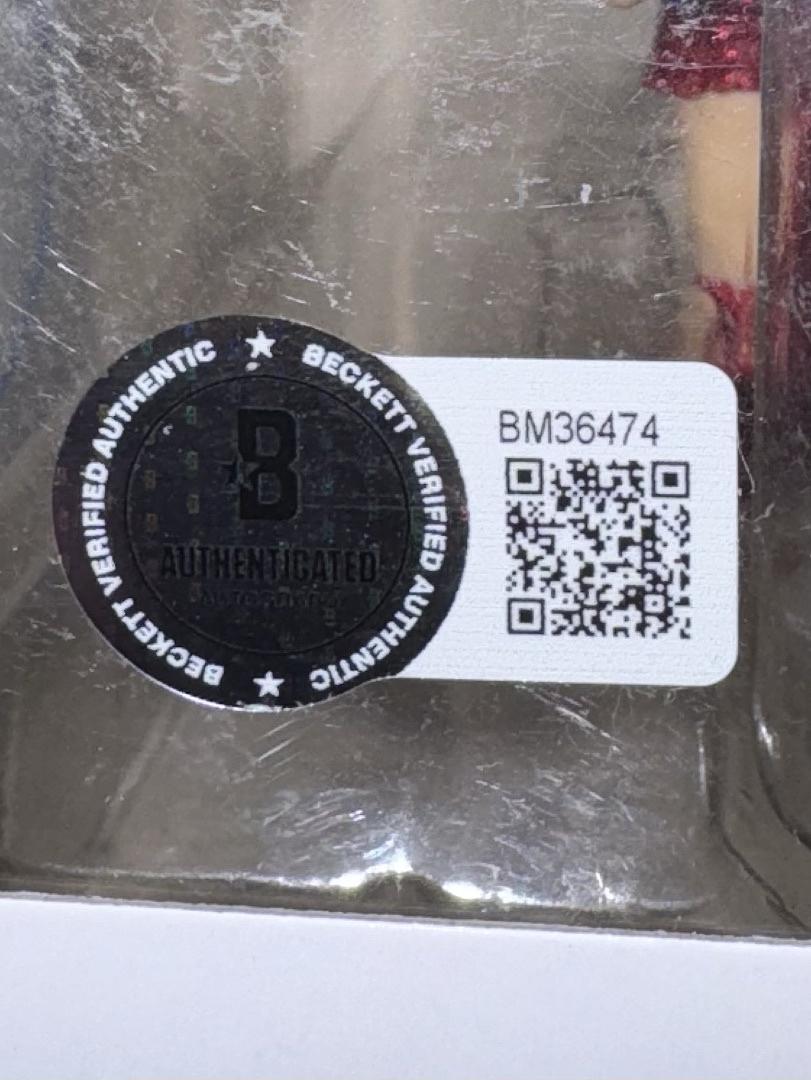 BECKETT VERIFIED AUTHENTIC
BECKETT VERIFIED AUTHENTIC
B
AUTHENTICATED
BM36474